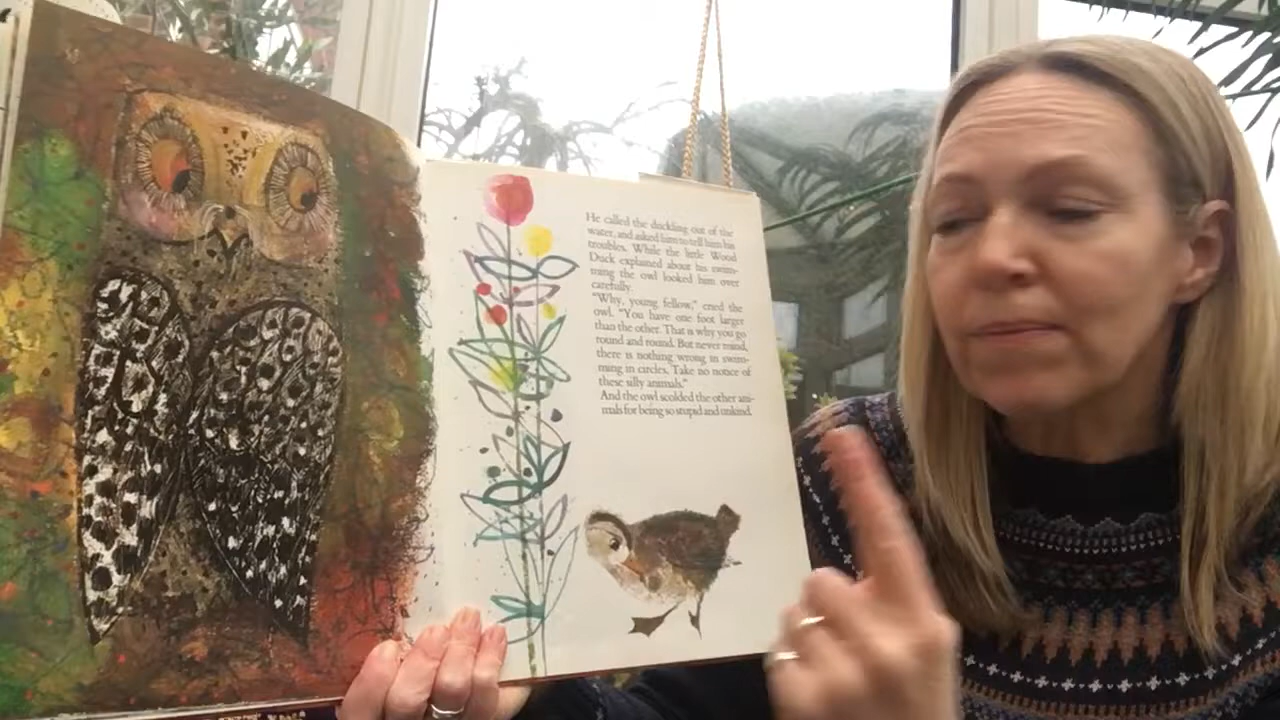 He called the duckling out of the
water, and asked him to tell him his
troubles. While the little Wood
Duck explained about his swim-
ming the owl looked him over
carefully.
"Why, young fellow," cried the
owl. "You have one foot larger
than the other. That is why you go
round and round. But never mind,
there is nothing wrong in swim-
ming in circles. Take no notice of
these silly animals."
And the owl scolded the other ani-
mals for being so stupid and unkind.